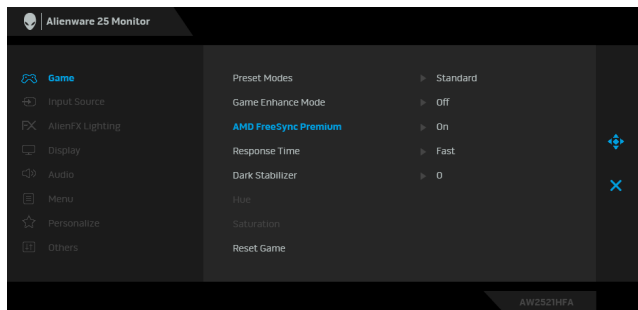 Alienware 25 Monitor
Game
Input Source
AlienFX Lighting
Display
Audio
Menu
Personalize
Others
Preset Modes Standard
Game Enhance Mode Off
AMD FreeSync Premium On
Response Time Fast
Dark Stabilizer 0
Hue
Saturation
Reset Game
AW2521HFA